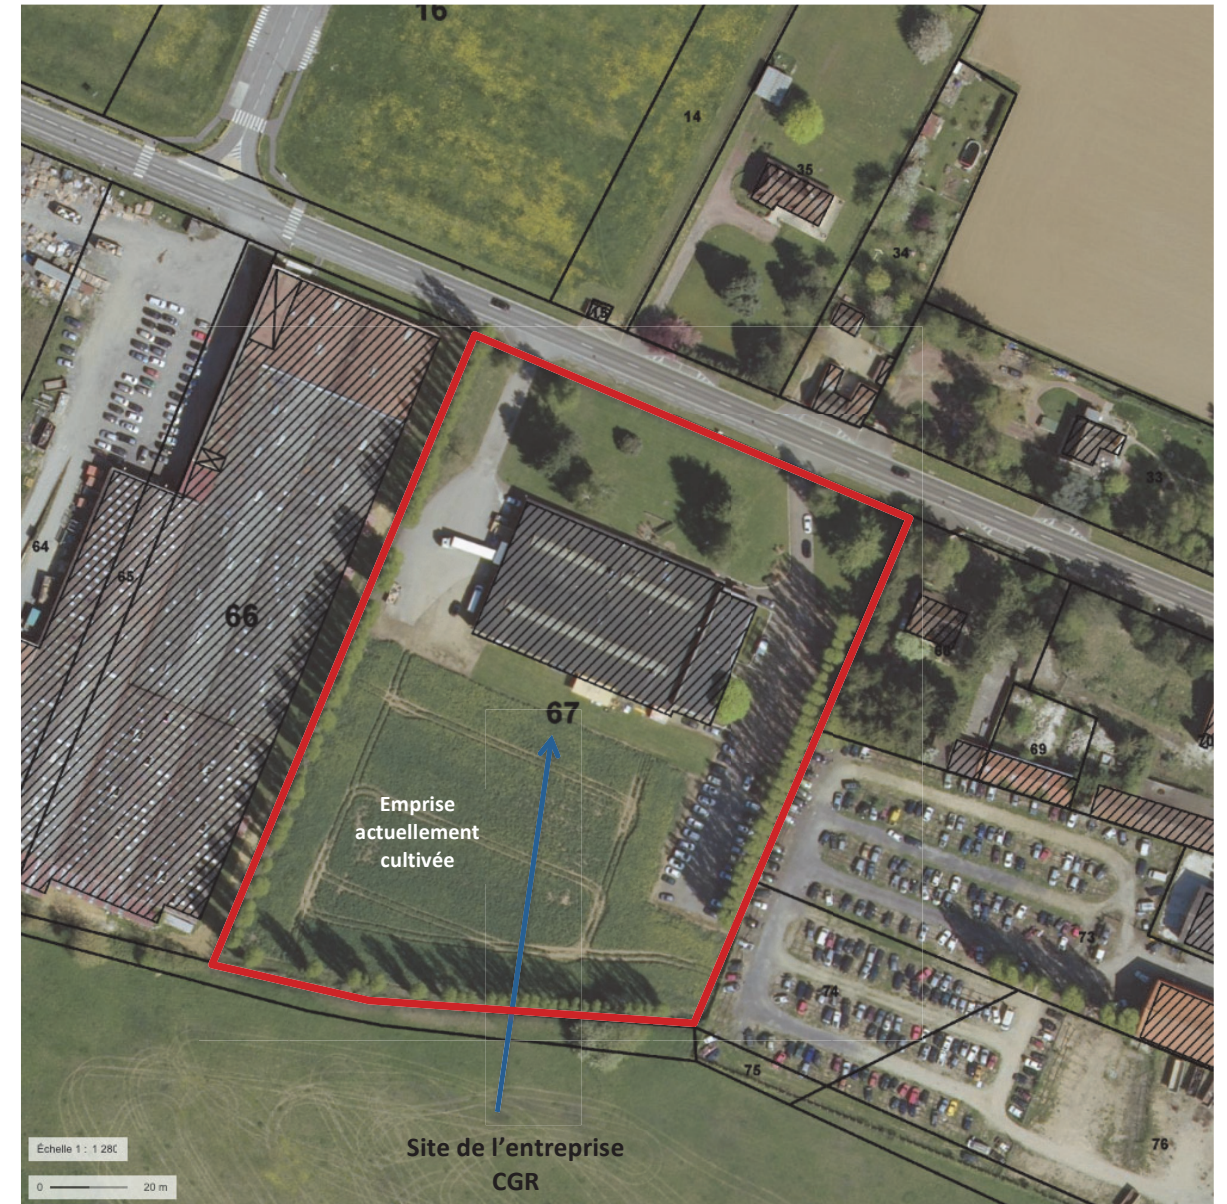 16
14
35
34
15
33
64
65
66
67
68
69
70
Emprise
actuellement
cultivée
73
74
75
76
Échelle 1 : 1 280
0 20 m
Site de l'entreprise
CGR